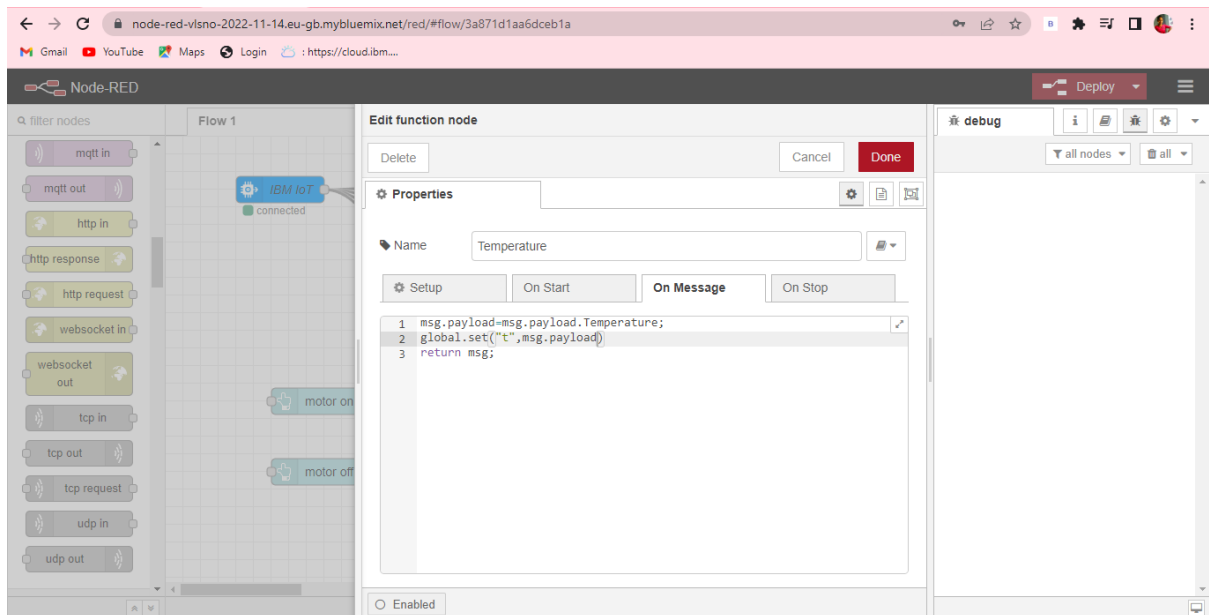 node-red-vlsno-2022-11-14.eu-gb.mybluemix.net/red/#flow/3a871d1aa6dceb1a
Gmail YouTube Maps Login : https://cloud.ibm....
Node-RED Deploy
filter nodes
Flow 1
mqtt in
mqtt out
http in
http response
http request
websocket in
websocket
out
tcp in
tcp out
tcp request
udp in
udp out
IBM IoT
connected
motor on
motor off
Edit function node
Delete Cancel Done
Properties
Name Temperature
Setup On Start On Message On Stop
1 msg.payload=msg.payload.Temperature;
2 global.set("t",msg.payload)
3 return msg;
Enabled
debug i
all nodes all